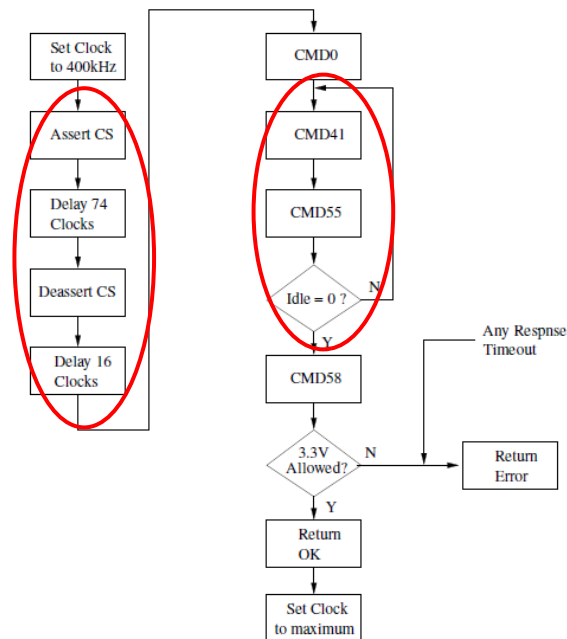 Set Clock
to 400kHz
Assert CS
Delay 74
Clocks
Deassert CS
Delay 16
Clocks
CMD0
CMD41
CMD55
Idle = 0 ?
N
Y
CMD58
3.3V
Allowed?
N
Y
Any Respnse
Timeout
Return
Error
Return
OK
Set Clock
to maximum